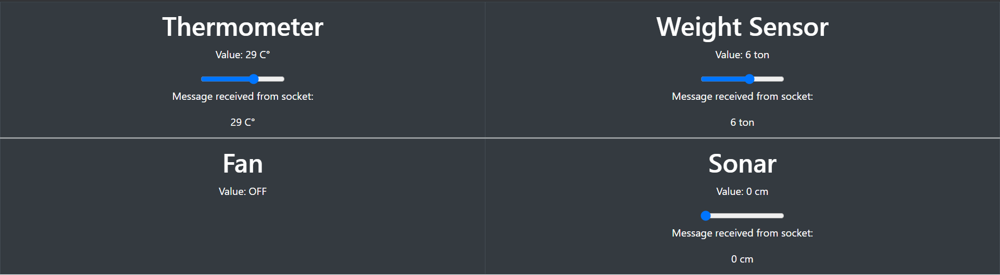 Thermometer
Value: 29 C°
Message received from socket:
29 C°
Weight Sensor
Value: 6 ton
Message received from socket:
6 ton
Fan
Value: OFF
Sonar
Value: 0 cm
Message received from socket:
0 cm